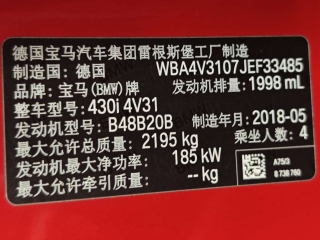 德国宝马汽车集团雷根斯堡工厂制造
制造国：德国 WBA4V3107JEF33485
品牌：宝马(BMW)牌 发动机排量：1998 mL
整车型号：430i 4V31
发动机型号：B48B20B 制造年月：2018-05
最大允许总质量：2195 kg 乘坐人数：4
发动机最大净功率：185 kW A75/3
最大允许牵引质量：-- kg 8 738 760